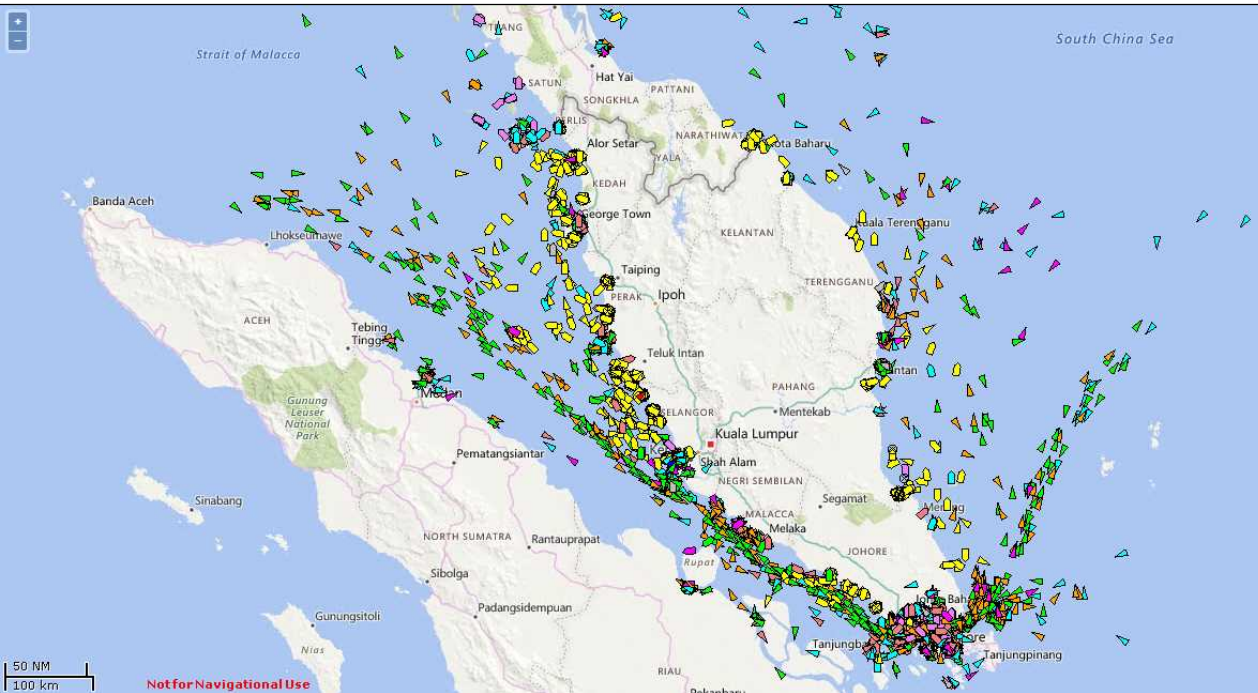 +
−
Strait of Malacca
South China Sea
Hat Yai
SATUN
PATTANI
SONGKHLA
NARATHIWAT
Alor Setar
YALA
KEDAH
Banda Aceh
George Town
Lhokseumawe
KELANTAN
Taiping
TERENGGANU
PERAK
Ipoh
ACEH
Tebing
Teluk Intan
PAHANG
Mentekab
Gunung
Leuser
National
Park
SELANGOR
Kuala Lumpur
Shah Alam
Pematangsiantar
NEGRI SEMBILAN
Segamat
Sinabang
MALACCA
Melaka
NORTH SUMATRA
Rantauprapat
JOHORE
Rupat
Sibolga
Padangsidempuan
Gunungsitoli
Nias
Tanjungpinang
RIAU
50 NM
100 km
Not for Navigational Use